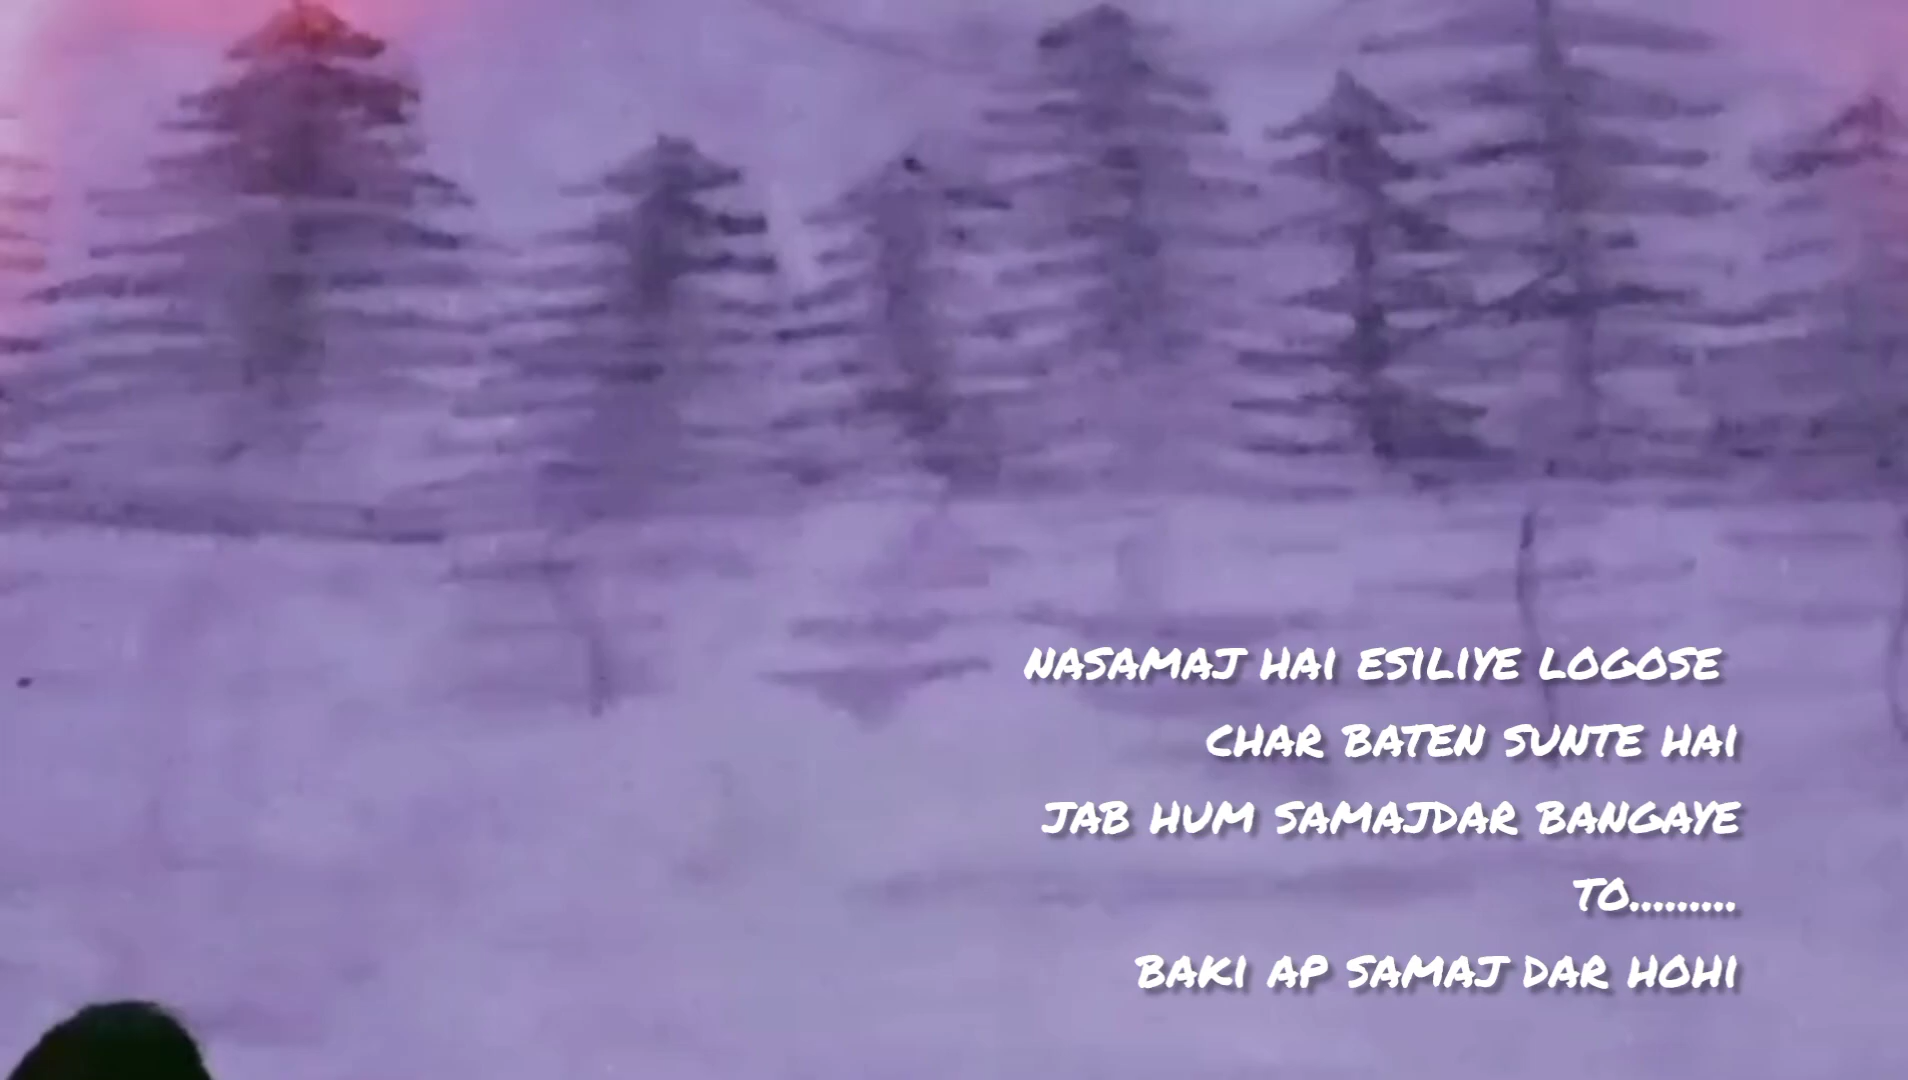 NASAMAJ HAI ESILIYE LOGOSE
CHAR BATEN SUNTE HAI
JAB HUM SAMAJDAR BANGAYE
TO.........
BAKI AP SAMAJ DAR HOHI